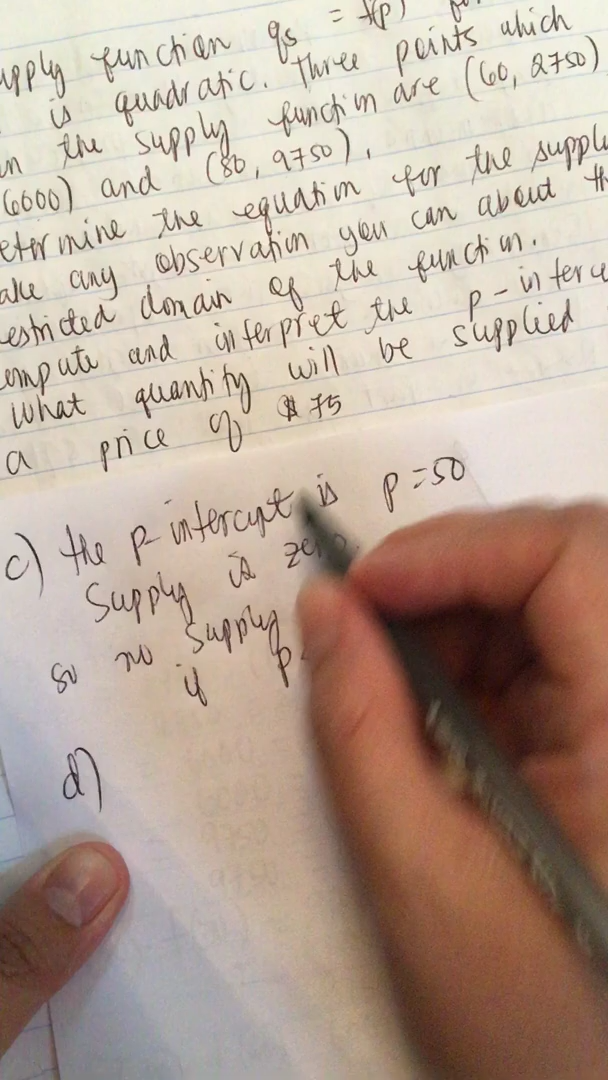 upply function qs = f(p)
is quadratic. Three points which
in the supply function are (60, 2750)
6000) and (80, 9750),
etermine the equation for the suppl
ake any observation you can about th
estricted domain of the function.
ompute and interpret the p-interce
What quantity will be supplied
a price of $75
c) the p-intercept is p=50
Supply is zero.
so no supply
if p
d)